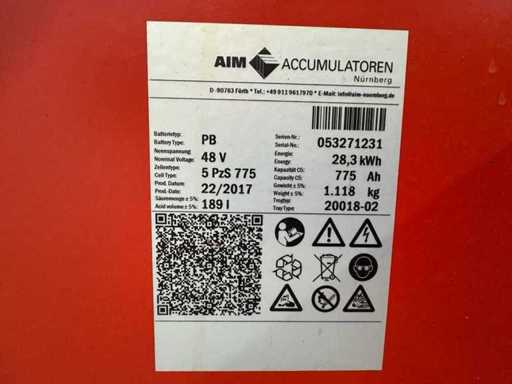 AIM ACCUMULATOREN
Nürnberg
D-90763 Fürth * Tel.: +49 911 9617970 * E-Mail: info@aim-nuernberg.de
Batterietyp:
Battery Type: PB
Nennspannung:
Nominal Voltage: 48 V
Zellentype:
Cell Type: 5 PzS 775
Prod. Datum:
Prod.-Date: 22/2017
Säuremenge ± 5%:
Acid volume ± 5%: 189 l
Serien-Nr.:
Serial-No.: 053271231
Energie:
Energy: 28,3 kWh
Kapazität C5:
Capacity C5: 775 Ah
Gewicht ± 5%:
Weight ± 5%: 1.118 kg
Trogtyp:
Tray Type: 20018-02